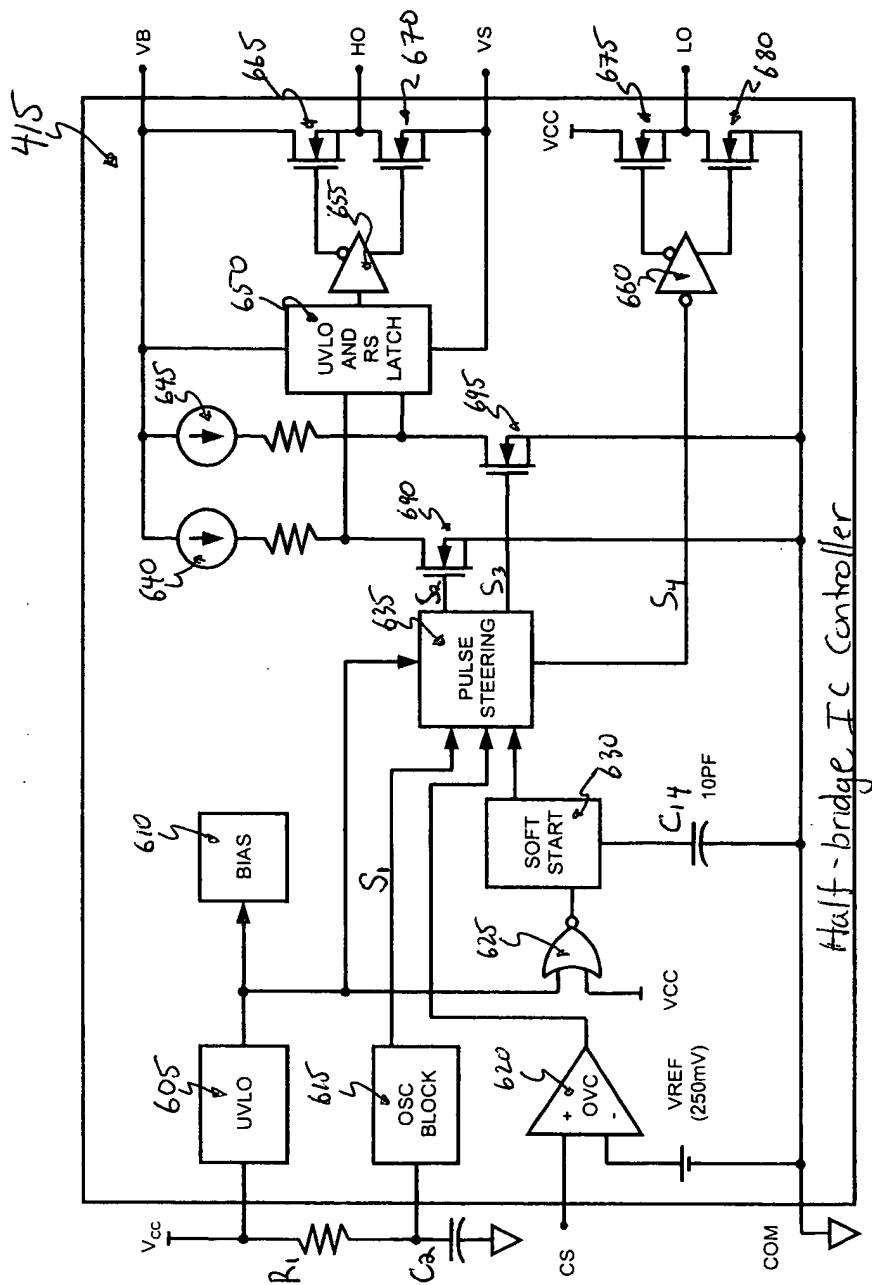 415
VB
665
HO
670
VS
675
LO
680
VCC
655
660
650
UVLO
AND
RS
LATCH
645
640
695
690
S2
S3
S4
635
PULSE
STEERING
610
BIAS
S1
630
SOFT
START
C14
10PF
625
VCC
605
UVLO
615
OSC
BLOCK
620
+
OVC
-
VREF
(250mV)
Vcc
R1
C2
CS
COM
Half-bridge IC Controller